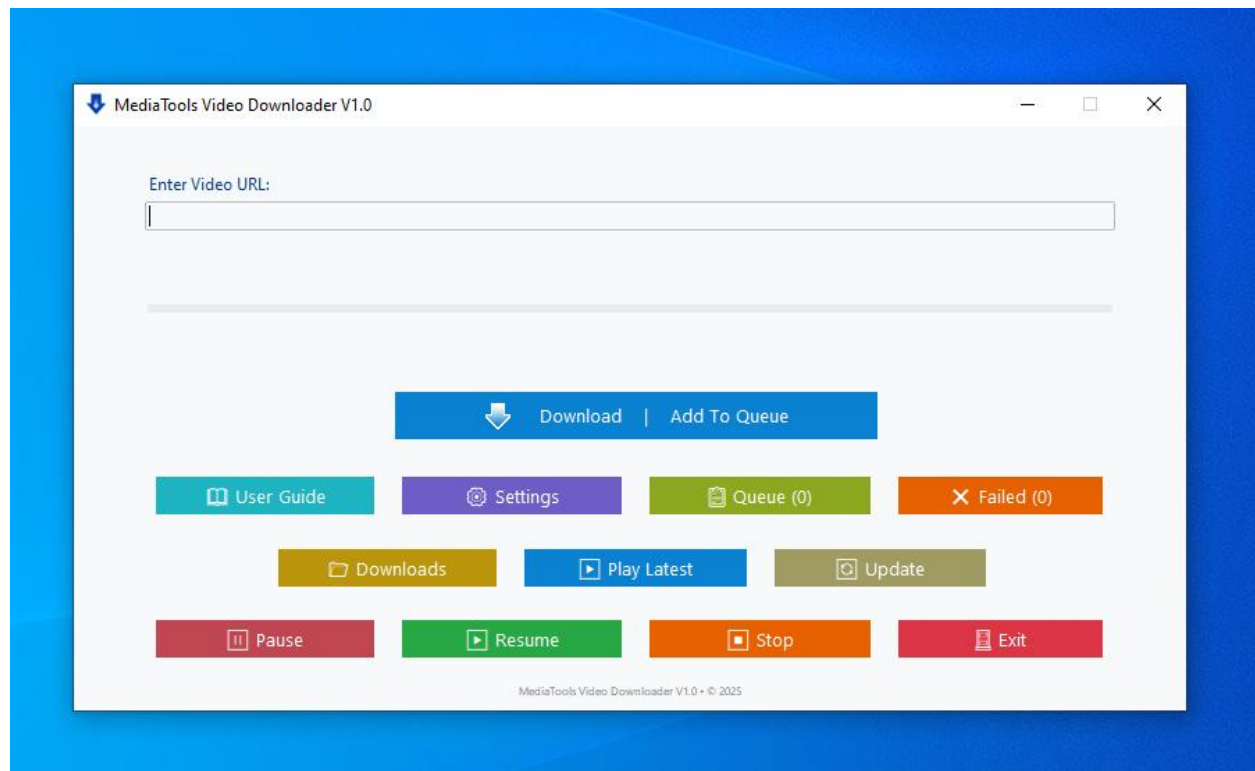 MediaTools Video Downloader V1.0
Enter Video URL:
Download | Add To Queue
User Guide Settings Queue (0) Failed (0)
Downloads Play Latest Update
Pause Resume Stop Exit
MediaTools Video Downloader V1.0 • © 2025